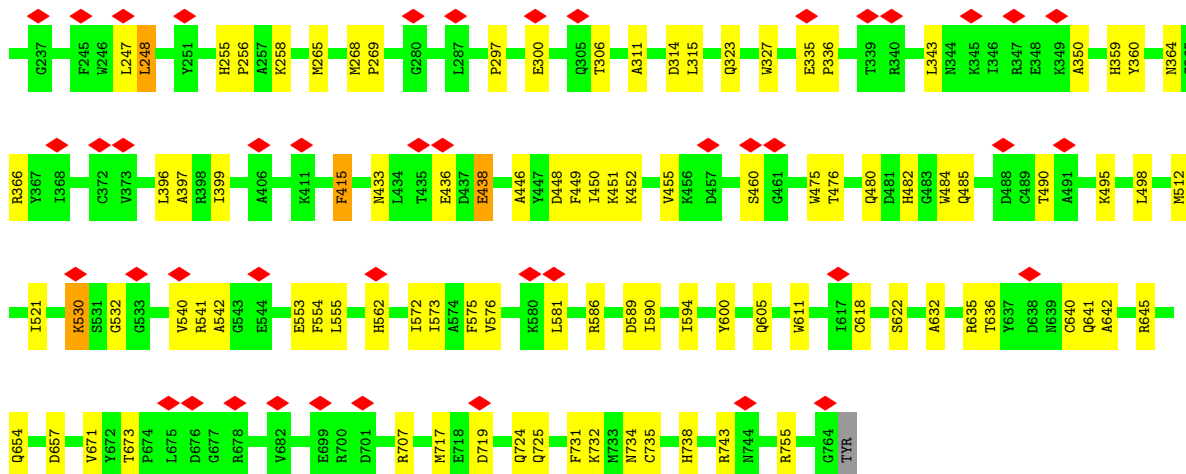 G237 F245 W246 L247 L248 Y251 H255 P256 A257 K258 M265 M268 P269 G280 L287 P297 E300 Q305 T306 A311 D314 L315 Q323 W327 E335 P336 T339 R340 L343 N344 K345 I346 R347 E348 K349 A350 H359 Y360 N364
R366 Y367 I368 C372 V373 L396 A397 R398 I399 A406 K411 F415 N433 L434 T435 E436 D437 E438 A446 Y447 D448 F449 I450 K451 K452 V455 K456 D457 S460 G461 W475 T476 Q480 D481 H482 G483 W484 Q485 D488 C489 T490 A491 K495 L498 M512
I521 K530 S531 G532 G533 V540 R541 A542 G543 E544 E553 F554 L555 H562 I572 I573 A574 F575 V576 K580 L581 R586 D589 I590 I594 Y600 Q605 W611 I617 C618 S622 A632 R635 T636 Y637 D638 N639 C640 Q641 A642 R645
Q654 D657 V671 Y672 T673 P674 L675 D676 G677 R678 V682 E699 R700 D701 R707 M717 E718 D719 Q724 Q725 F731 K732 M733 N734 C735 H738 R743 N744 R755 G764 TYR